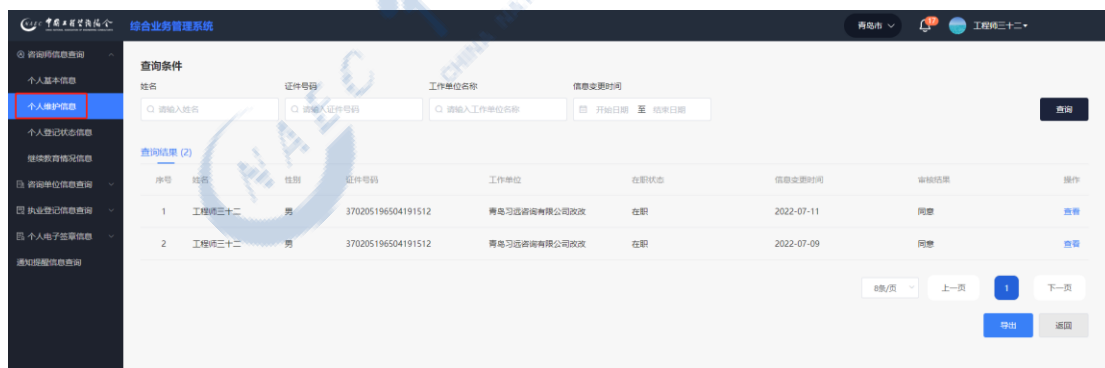 中国工程咨询协会 综合业务管理系统 青岛市 17 工程师三十二
咨询师信息查询
个人基本信息
个人维护信息
个人登记状态信息
继续教育情况信息
咨询单位信息查询
执业登记信息查询
个人电子签章信息
通知提醒信息查询
查询条件
姓名 证件号码 工作单位名称 信息变更时间
请输入姓名 请输入证件号码 请输入工作单位名称 开始日期 至 结束日期 查询
查询结果 (2)
序号 姓名 性别 证件号码 工作单位 在职状态 信息变更时间 审核结果 操作
1 工程师三十二 男 370205196504191512 青岛习远咨询有限公司改改 在职 2022-07-11 同意 查看
2 工程师三十二 男 370205196504191512 青岛习远咨询有限公司改改 在职 2022-07-09 同意 查看
8条/页 上一页 1 下一页
导出 返回
NAEC
CHINA NA